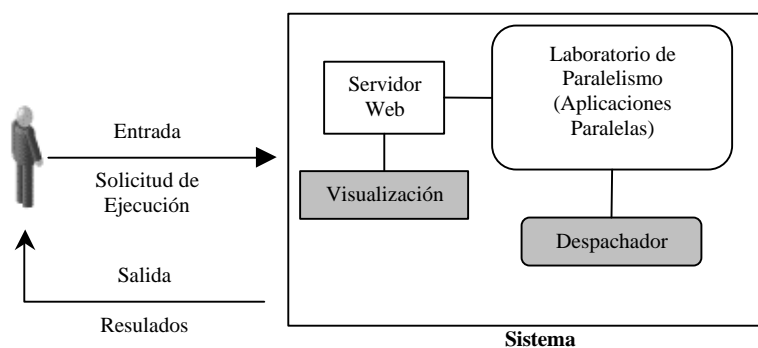 Entrada
Solicitud de
Ejecución
Salida
Resulados
Servidor
Web
Visualización
Laboratorio de
Paralelismo
(Aplicaciones
Paralelas)
Despachador
Sistema